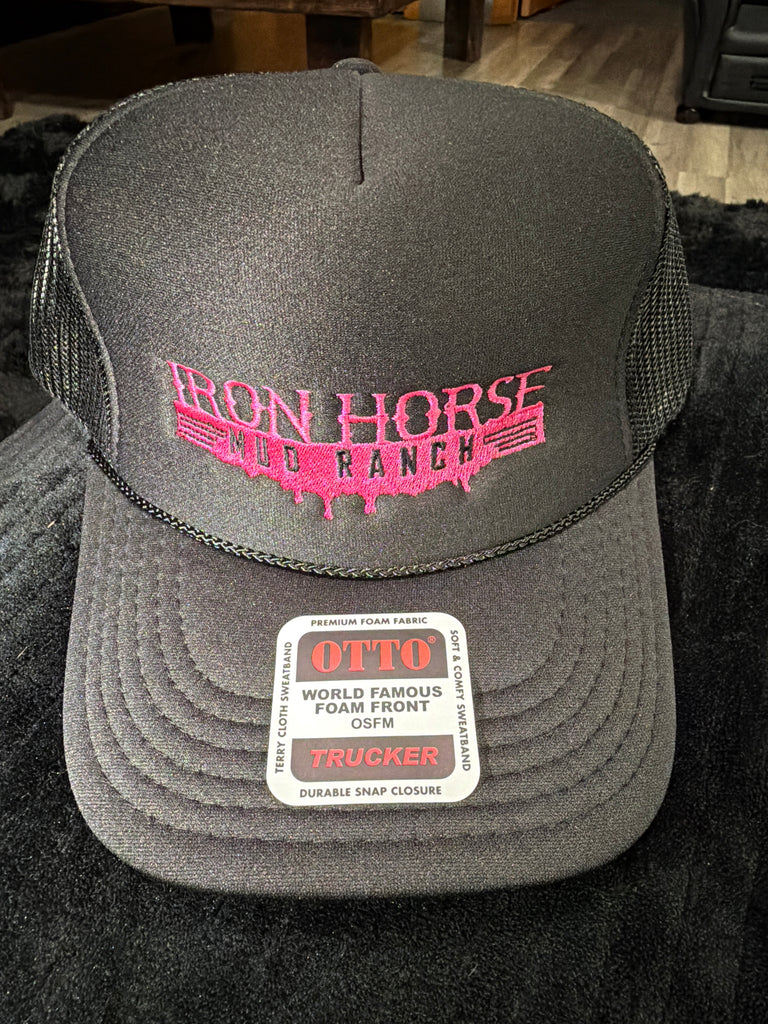 IRON HORSE
MUD RANCH
PREMIUM FOAM FABRIC
OTTO®
WORLD FAMOUS
FOAM FRONT
OSFM
TRUCKER
DURABLE SNAP CLOSURE
TERRY CLOTH SWEATBAND
SOFT & COMFY SWEATBAND